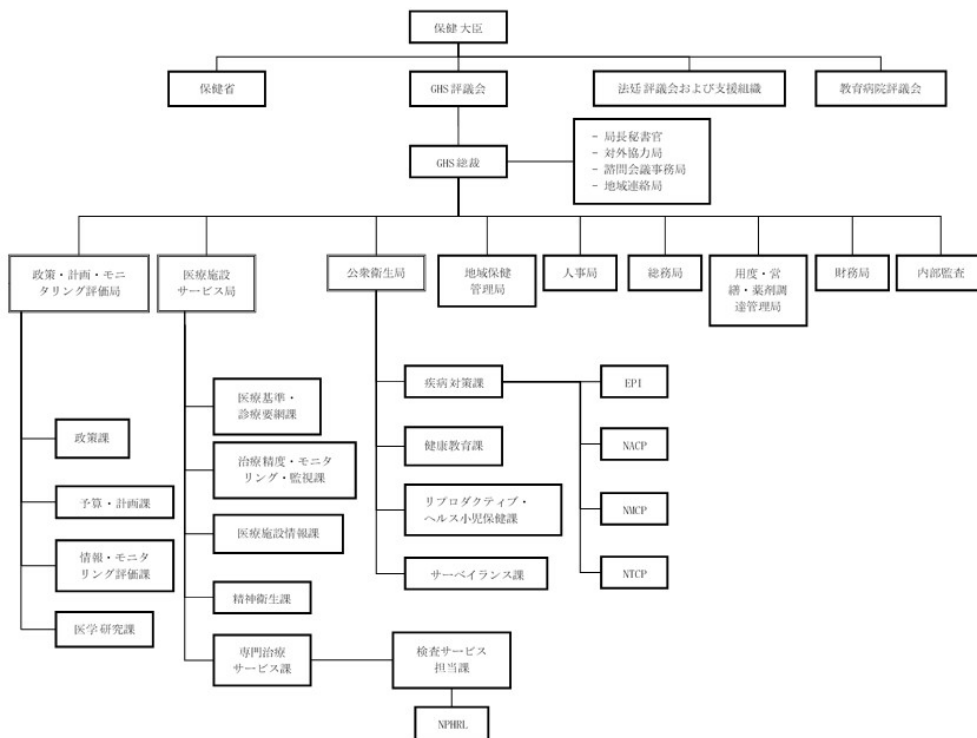 保健大臣
保健省
GHS 評議会
法廷評議会および支援組織
教育病院評議会
GHS 総裁
- 局長秘書官
- 対外協力局
- 諮問会議事務局
- 地域連絡局
政策・計画・モニ
タリング評価局
医療施設
サービス局
公衆衛生局
地域保健
管理局
人事局
総務局
用度・営
繕・薬剤調
達管理局
財務局
内部監査
政策課
予算・計画課
情報・モニタ
リング評価課
医学研究課
医療基準・
診療要綱課
治療精度・モニタ
リング・監視課
医療施設情報課
精神衛生課
専門治療
サービス課
検査サービス
担当課
NPHRL
疾病対策課
健康教育課
リプロダクティブ・
ヘルス小児保健課
サーベイランス課
EPI
NACP
NMCP
NTCP